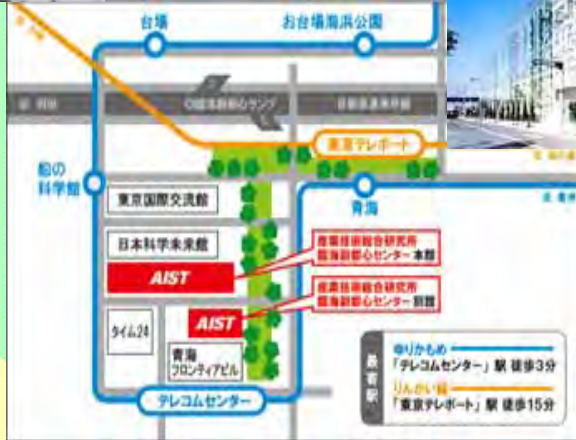 台場
お台場海浜公園
東京テレポート
船の
科学館
青海
東京国際交流館
日本科学未来館
AIST
産業技術総合研究所
臨海副都心センター 本館
産業技術総合研究所
臨海副都心センター 別館
AIST
タイム24
青海
フロンティアビル
テレコムセンター
最寄駅
ゆりかもめ
「テレコムセンター」駅 徒歩3分
りんかい線
「東京テレポート」駅 徒歩15分